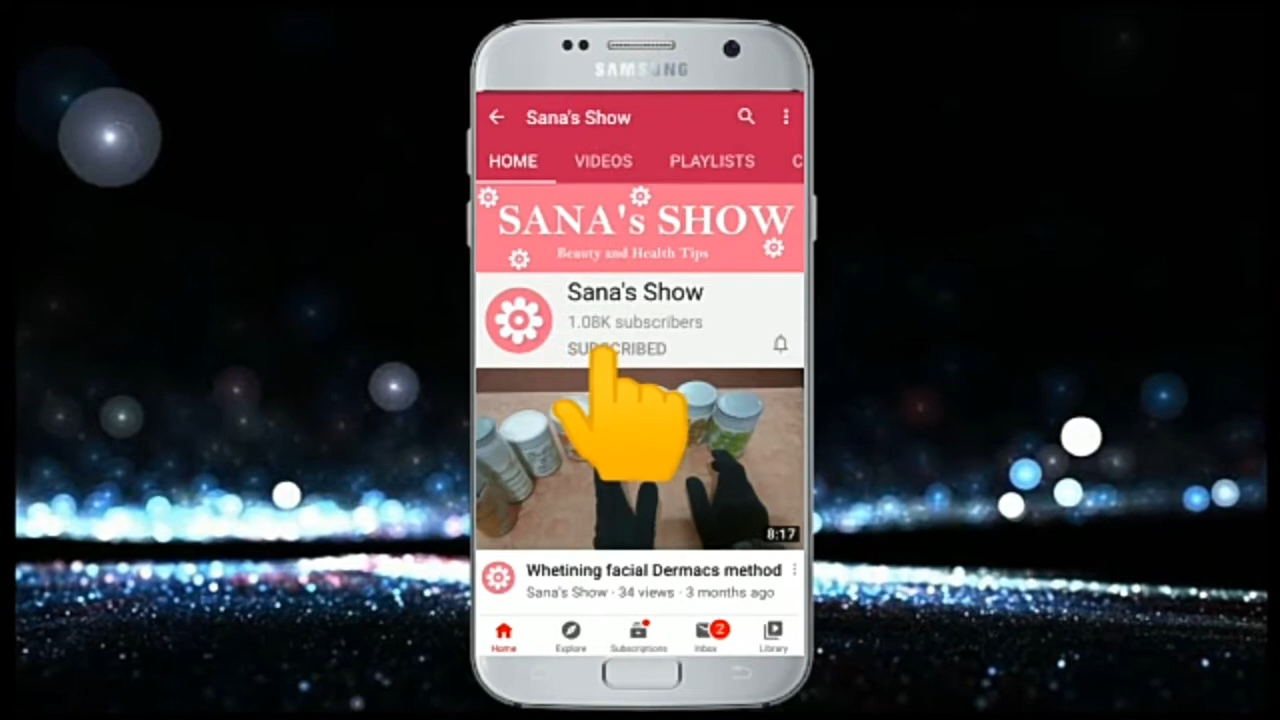 SAMSUNG
Sana's Show
HOME VIDEOS PLAYLISTS C
SANA's SHOW
Beauty and Health Tips
Sana's Show
1.08K subscribers
SUBSCRIBED
8:17
Whetining facial Dermacs method
Sana's Show · 34 views · 3 months ago
2
Home Explore Subscriptions Inbox Library